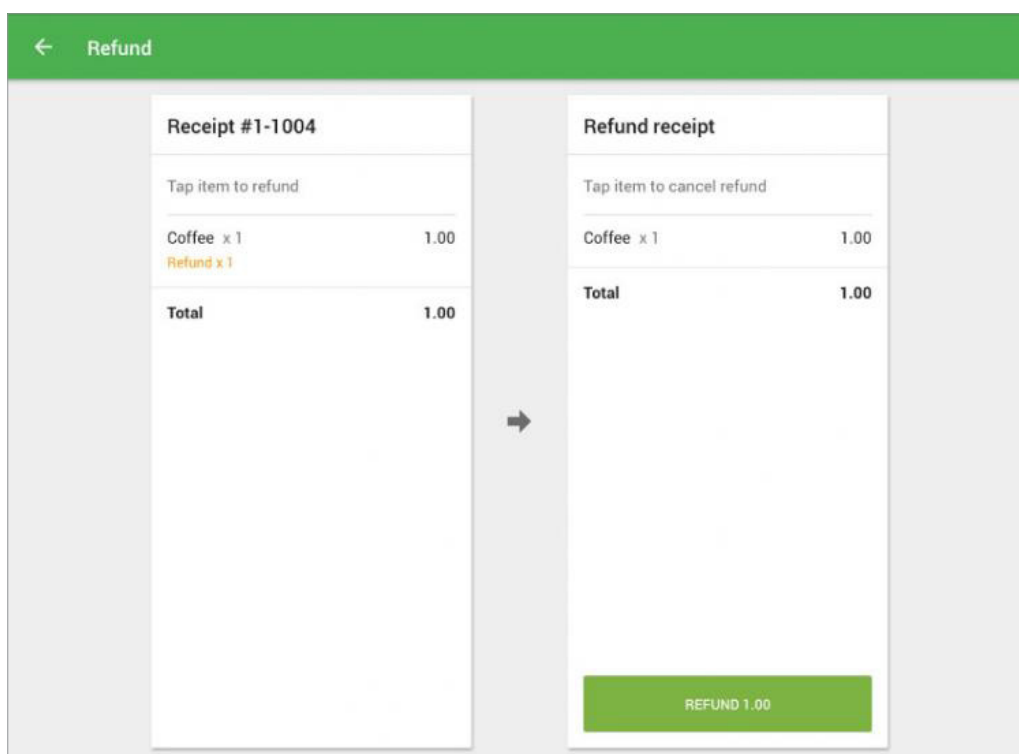 Refund
Receipt #1-1004
Tap item to refund
Coffee x 1 1.00
Refund x 1
Total 1.00
Refund receipt
Tap item to cancel refund
Coffee x 1 1.00
Total 1.00
REFUND 1.00